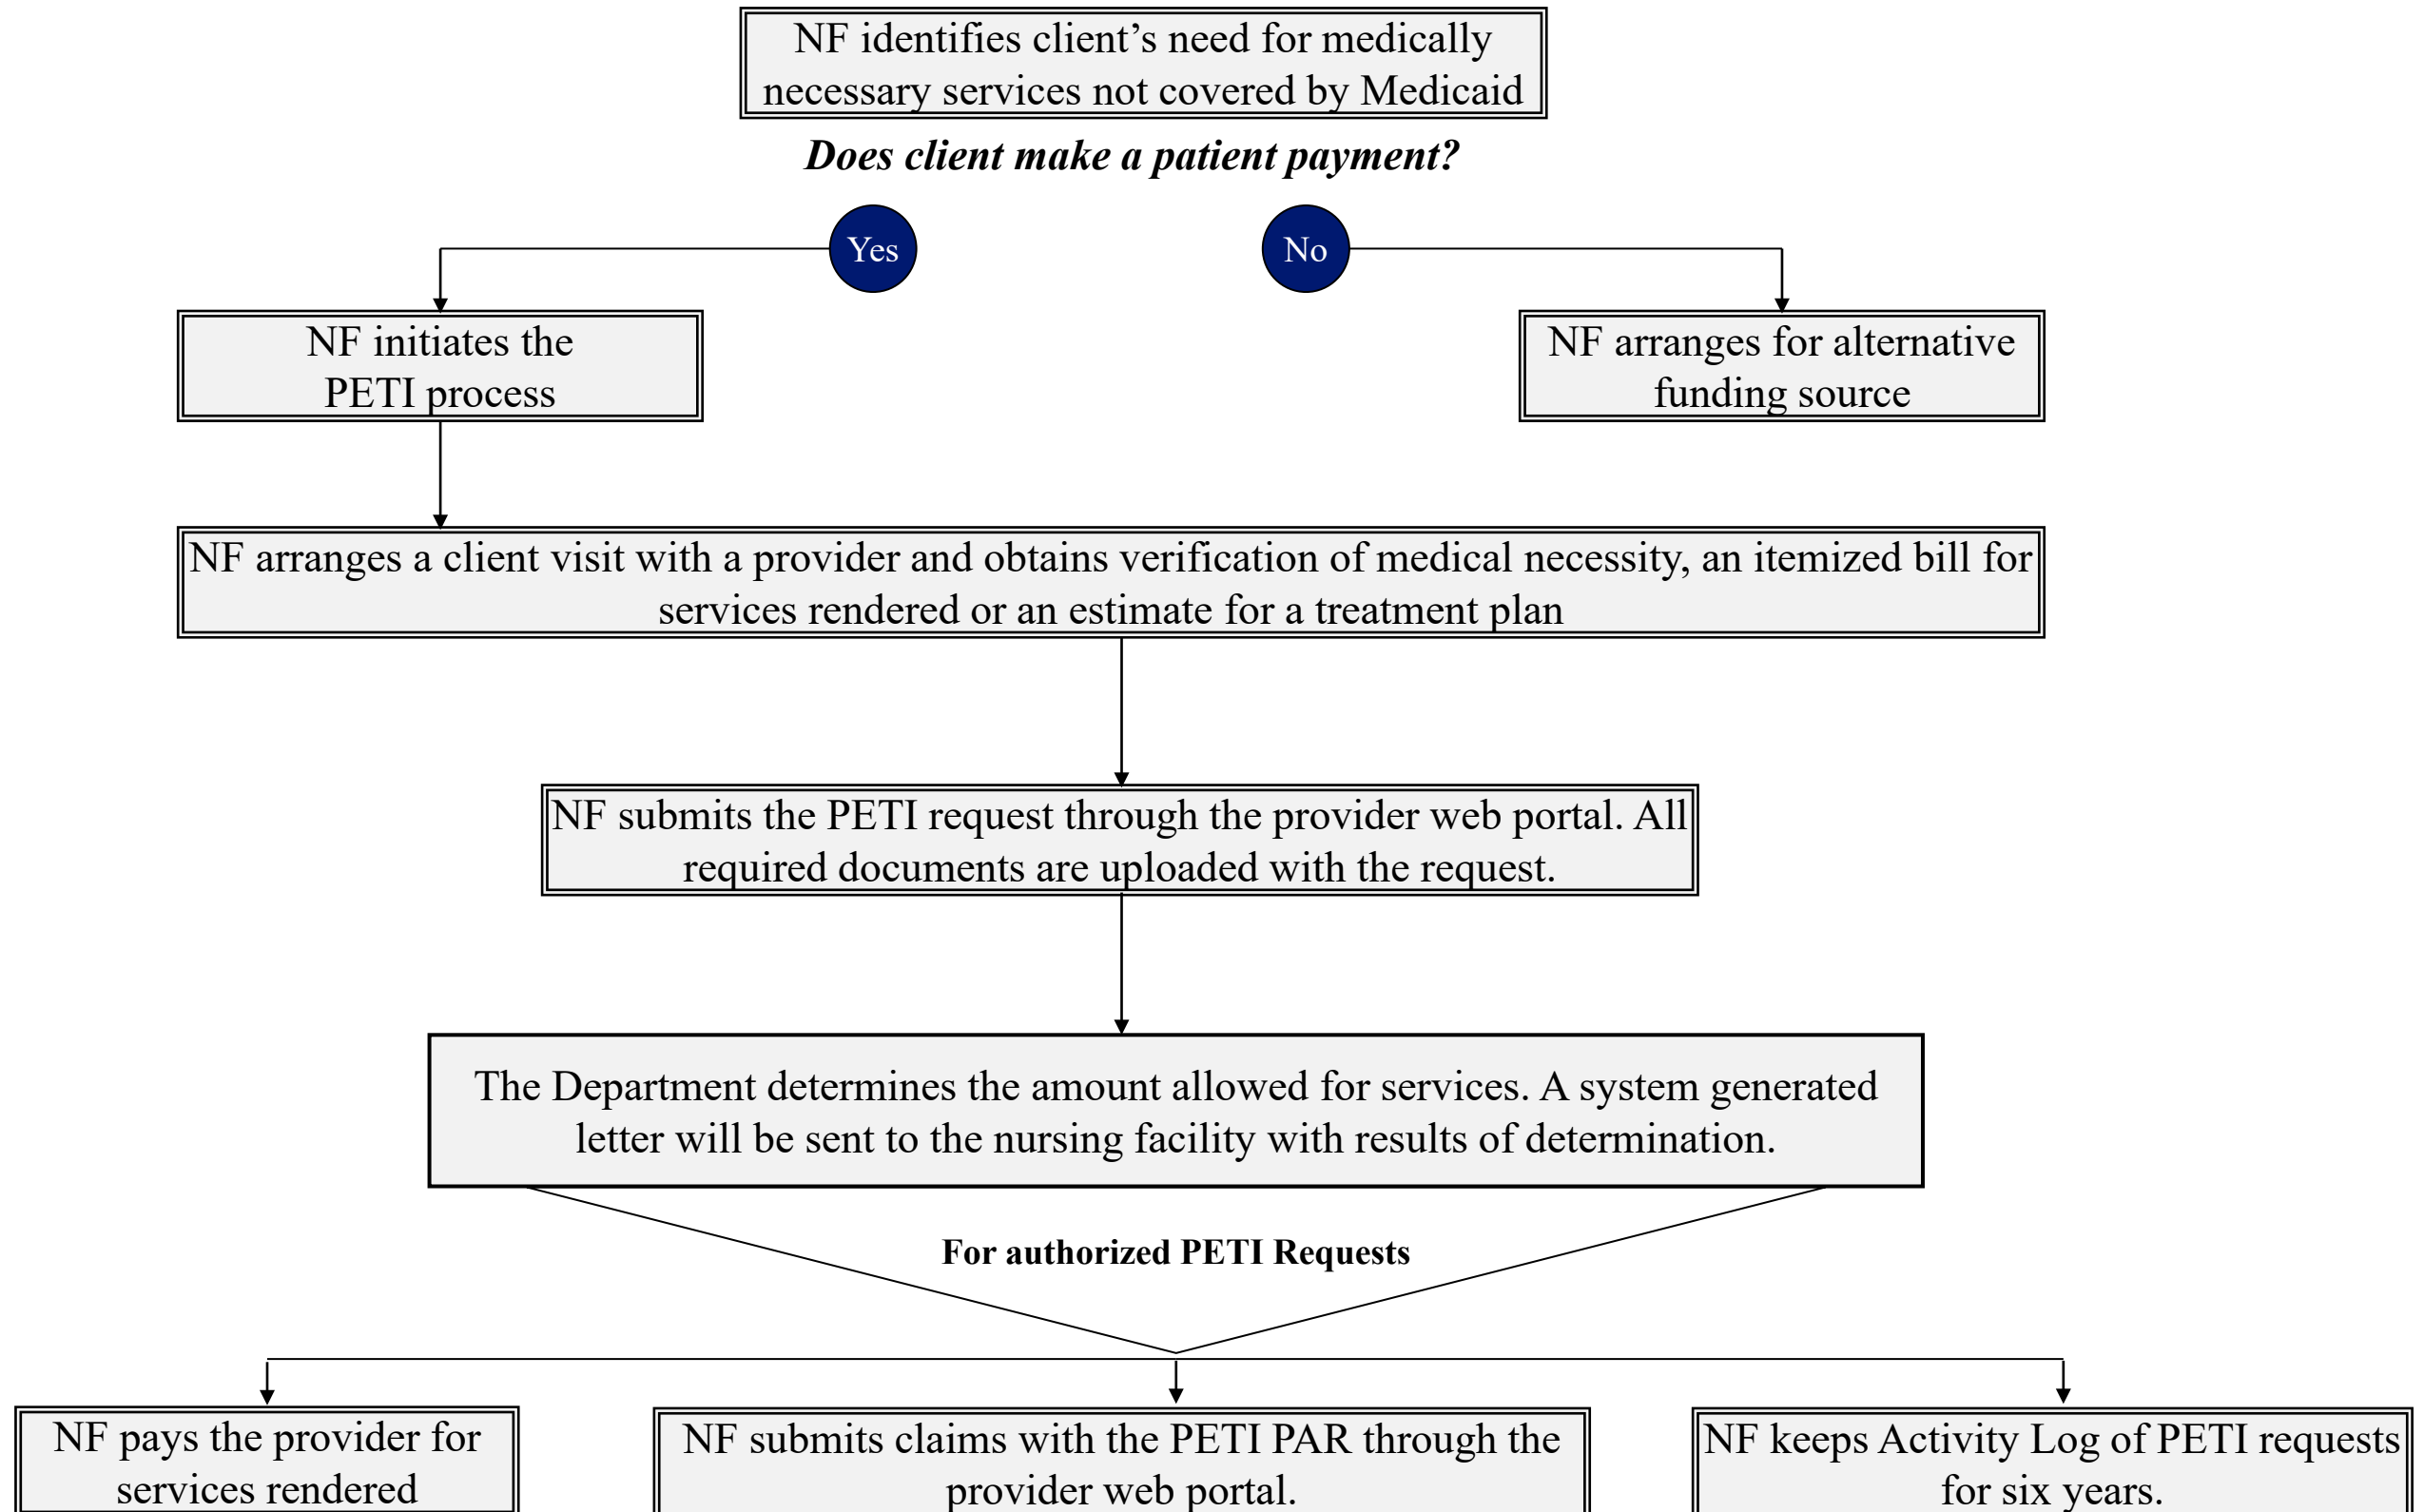 NF identifies client’s need for medically
necessary services not covered by Medicaid
Does client make a patient payment?
Yes
No
NF initiates the
PETI process
NF arranges for alternative
funding source
NF arranges a client visit with a provider and obtains verification of medical necessity, an itemized bill for
services rendered or an estimate for a treatment plan
NF submits the PETI request through the provider web portal. All
required documents are uploaded with the request.
The Department determines the amount allowed for services. A system generated
letter will be sent to the nursing facility with results of determination.
For authorized PETI Requests
NF pays the provider for
services rendered
NF submits claims with the PETI PAR through the
provider web portal.
NF keeps Activity Log of PETI requests
for six years.